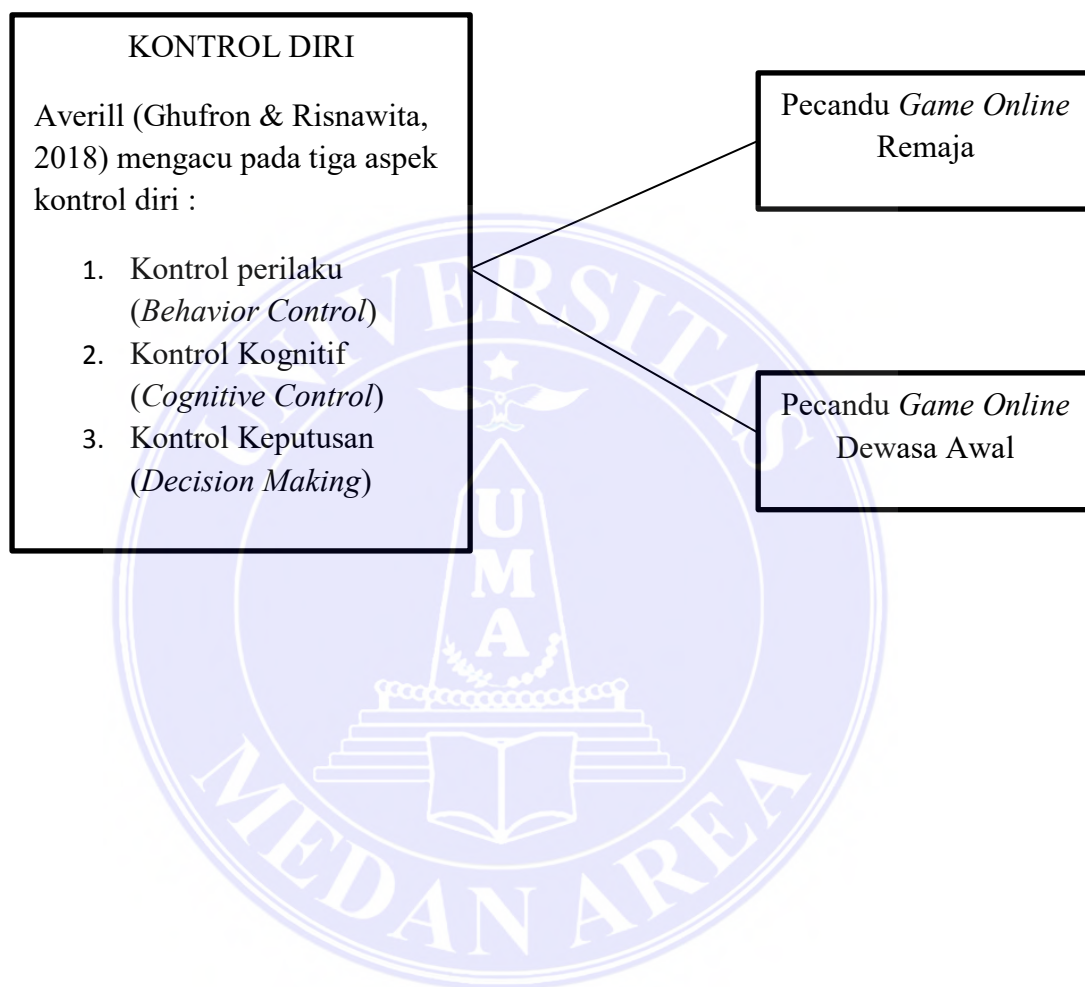 KONTROL DIRI
Averill (Ghufron & Risnawita,
2018) mengacu pada tiga aspek
kontrol diri :
1. Kontrol perilaku
(Behavior Control)
2. Kontrol Kognitif
(Cognitive Control)
3. Kontrol Keputusan
(Decision Making)
Pecandu Game Online
Remaja
Pecandu Game Online
Dewasa Awal
UNIVERSITAS
UMA
MEDAN AREA